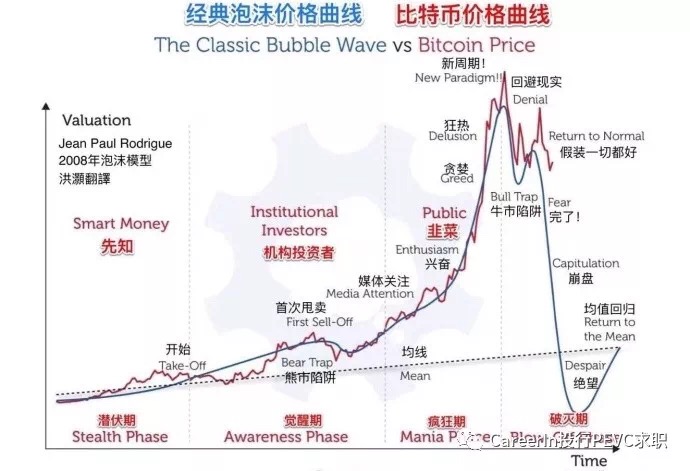 经典泡沫价格曲线 比特币价格曲线
The Classic Bubble Wave vs Bitcoin Price
新周期!
New Paradigm!!!
回避现实
Denial
Valuation
Jean Paul Rodrigue
2008年泡沫模型
洪灝翻譯
狂热
Delusion
Return to Normal
假装一切都好
贪婪
Greed
Bull Trap
牛市陷阱
Fear
完了!
Smart Money
先知
Institutional
Investors
机构投资者
Public
韭菜
Enthusiasm
兴奋
媒体关注
Media Attention
Capitulation
崩盘
首次甩卖
First Sell-Off
均值回归
Return to
the Mean
开始
Take-Off
Bear Trap
熊市陷阱
均线
Mean
Despair
绝望
潜伏期
Stealth Phase
觉醒期
Awareness Phase
疯狂期
Mania
破灭期
CareerIn投行PEVC求职
Time